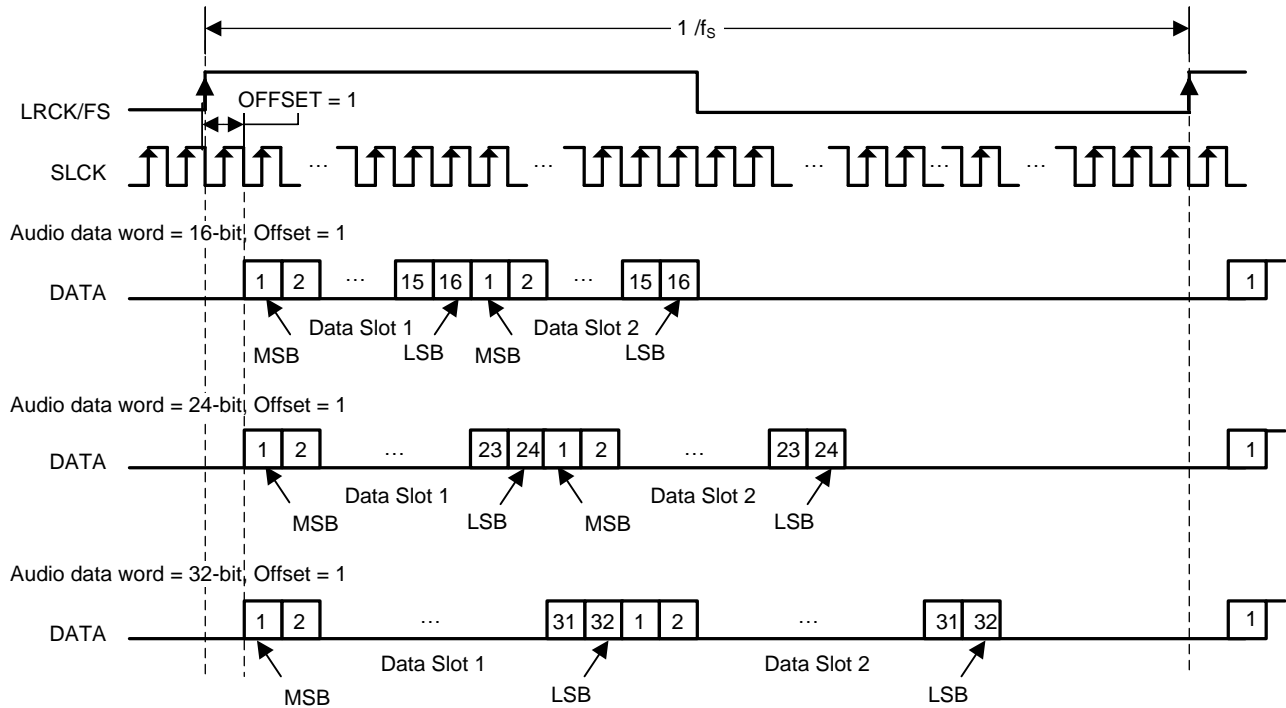 1 /fS
OFFSET = 1
LRCK/FS
SLCK
… … … … …
Audio data word = 16-bit, Offset = 1
DATA
1 2 … 15 16 1 2 … 15 16 1
Data Slot 1 Data Slot 2
MSB LSB MSB LSB
Audio data word = 24-bit, Offset = 1
DATA
1 2 … 23 24 1 2 … 23 24 1
Data Slot 1 Data Slot 2
MSB LSB MSB LSB
Audio data word = 32-bit, Offset = 1
DATA
1 2 … 31 32 1 2 … 31 32 1
Data Slot 1 Data Slot 2
MSB LSB LSB